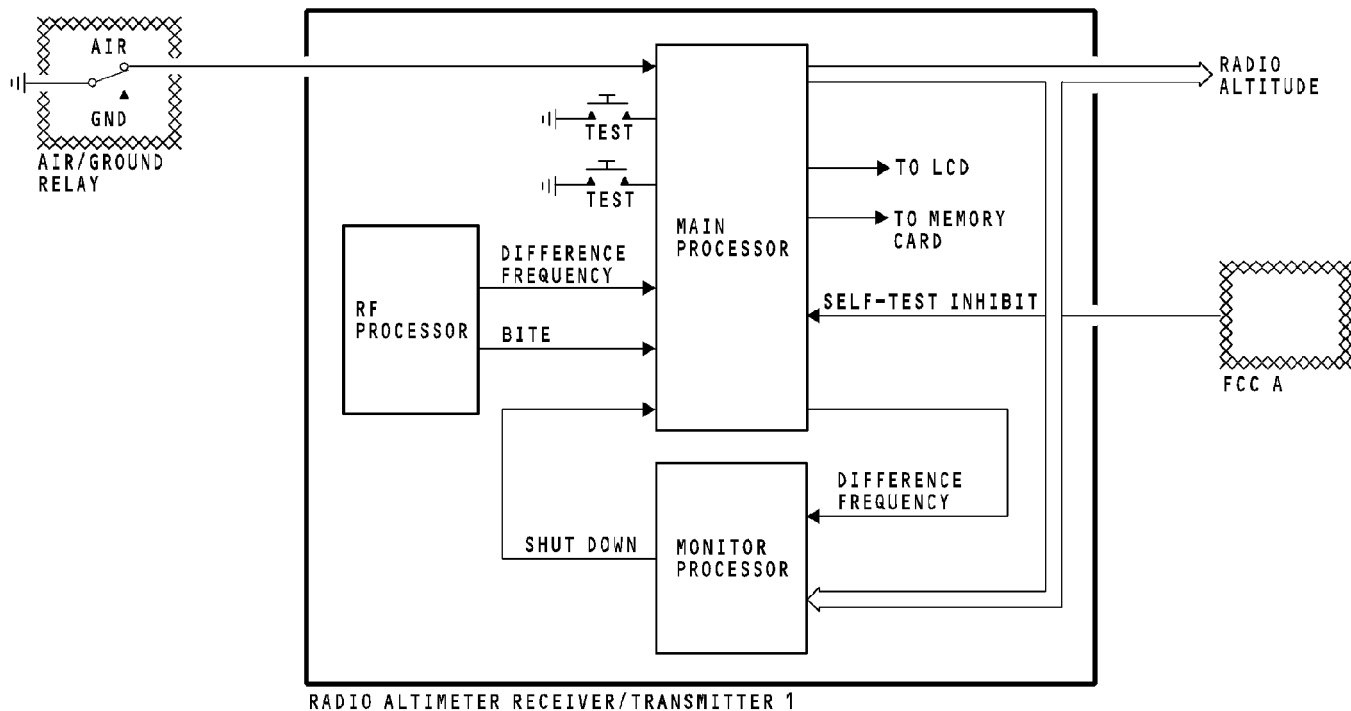 AIR
GND
AIR/GROUND
RELAY
TEST
TEST
RF
PROCESSOR
DIFFERENCE
FREQUENCY
BITE
MAIN
PROCESSOR
RADIO
ALTITUDE
TO LCD
TO MEMORY
CARD
SELF-TEST INHIBIT
FCC A
DIFFERENCE
FREQUENCY
SHUT DOWN
MONITOR
PROCESSOR
RADIO ALTIMETER RECEIVER/TRANSMITTER 1